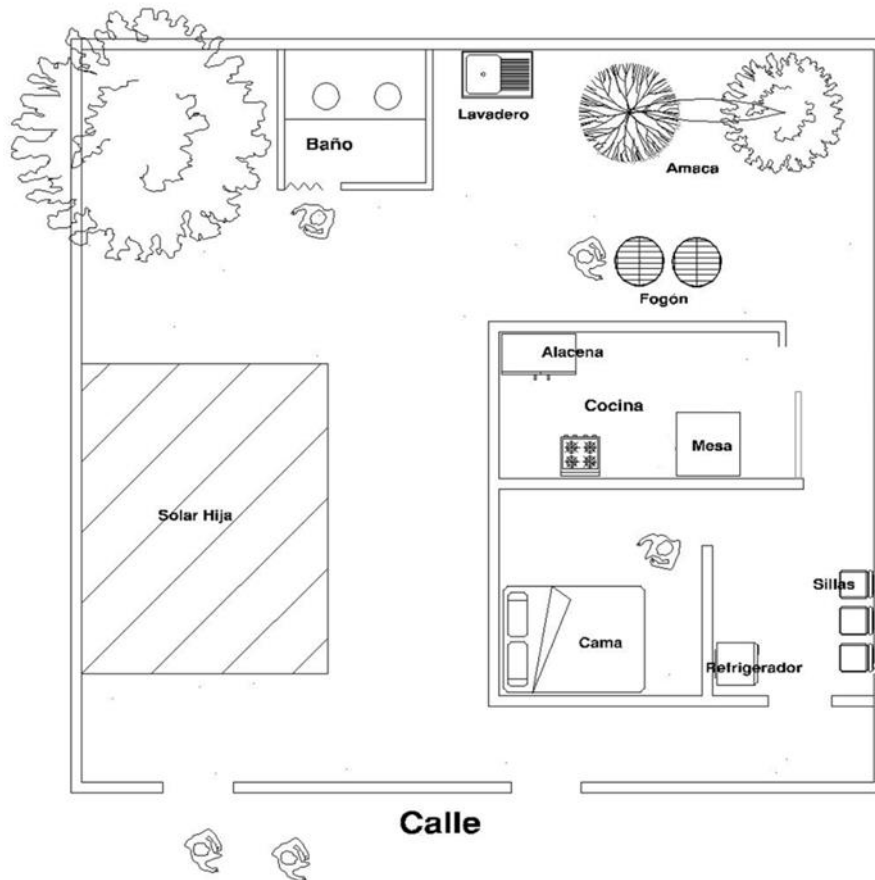 Lavadero
Baño
Amaca
Fogón
Alacena
Cocina
Mesa
Solar Hija
Sillas
Cama
Refrigerador
Calle